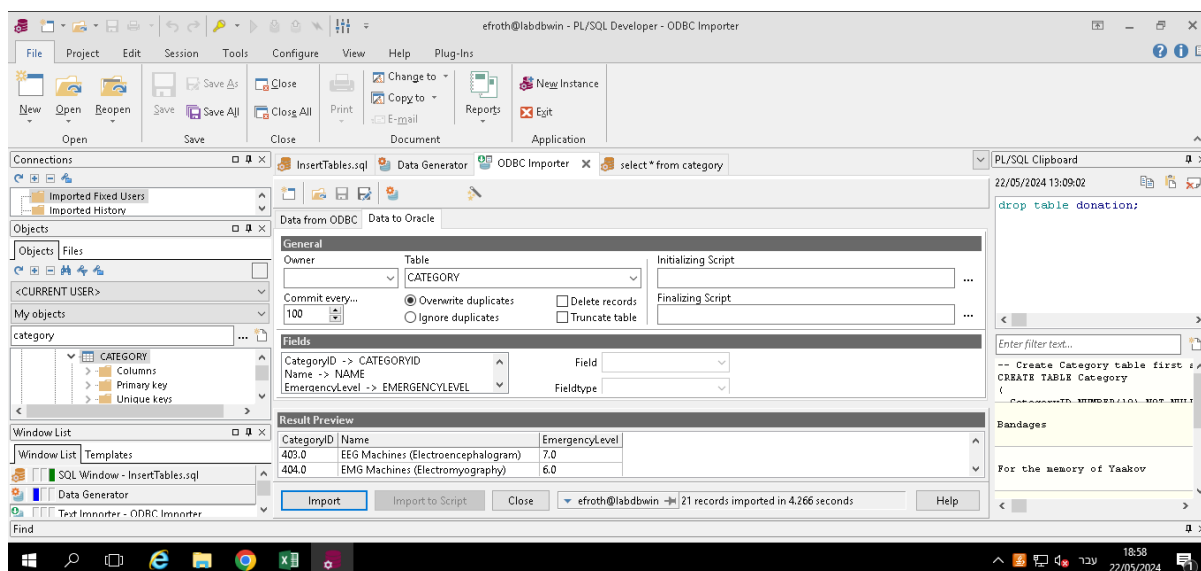 efroth@labdbwin - PL/SQL Developer - ODBC Importer
File Project Edit Session Tools Configure View Help Plug-Ins
New Open Reopen Save Save As Save All Close Close All Print Change to Copy to E-mail Reports New Instance Exit
Open Save Close Document Application
Connections
Imported Fixed Users
Imported History
Objects
Objects Files
<CURRENT USER>
My objects
category
CATEGORY
Columns
Primary key
Unique keys
Window List
Window List Templates
SQL Window - InsertTables.sql
Data Generator
Text Importer - ODBC Importer
Find
InsertTables.sql Data Generator ODBC Importer X select * from category
Data from ODBC Data to Oracle
General
Owner Table Initializing Script
CATEGORY ...
Commit every... Overwrite duplicates Delete records Finalizing Script
100 Ignore duplicates Truncate table ...
Fields
CategoryID -> CATEGORYID
Name -> NAME
EmergencyLevel -> EMERGENCYLEVEL
Field
Fieldtype
Result Preview
CategoryID Name EmergencyLevel
403.0 EEG Machines (Electroencephalogram) 7.0
404.0 EMG Machines (Electromyography) 6.0
Import Import to Script Close efroth@labdbwin 21 records imported in 4.266 seconds Help
PL/SQL Clipboard
22/05/2024 13:09:02
drop table donation;
Enter filter text...
-- Create Category table first
CREATE TABLE Category
(
CategoryID NUMBER(10) NOT NULL
Bandages
For the memory of Yaakov
עבר
18:58
22/05/2024